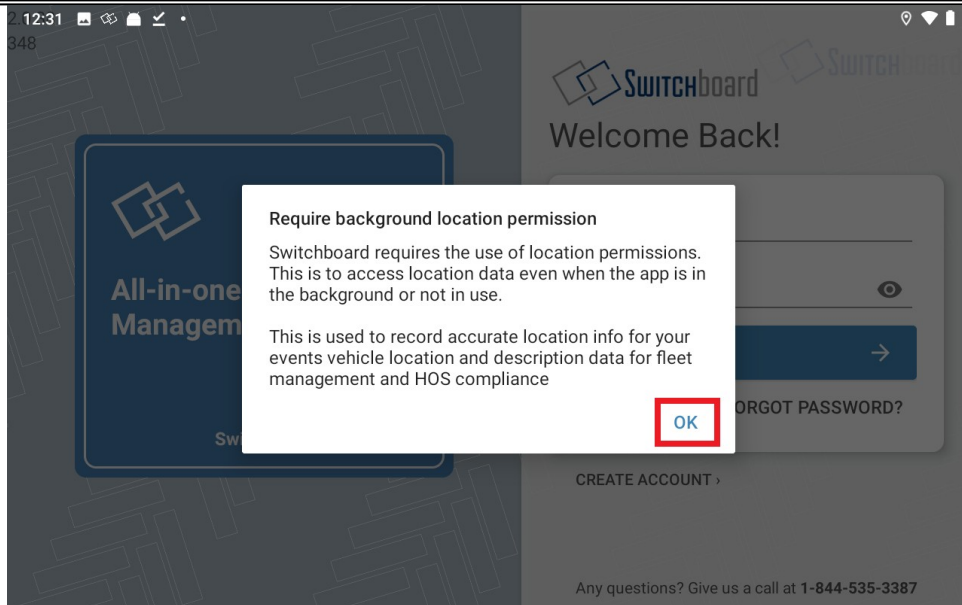 12:31
348
SWITCHboard
Welcome Back!
Require background location permission
Switchboard requires the use of location permissions.
This is to access location data even when the app is in
the background or not in use.
This is used to record accurate location info for your
events vehicle location and description data for fleet
management and HOS compliance
OK
All-in-one
Managem
Swi
ORGOT PASSWORD?
CREATE ACCOUNT ›
Any questions? Give us a call at 1-844-535-3387